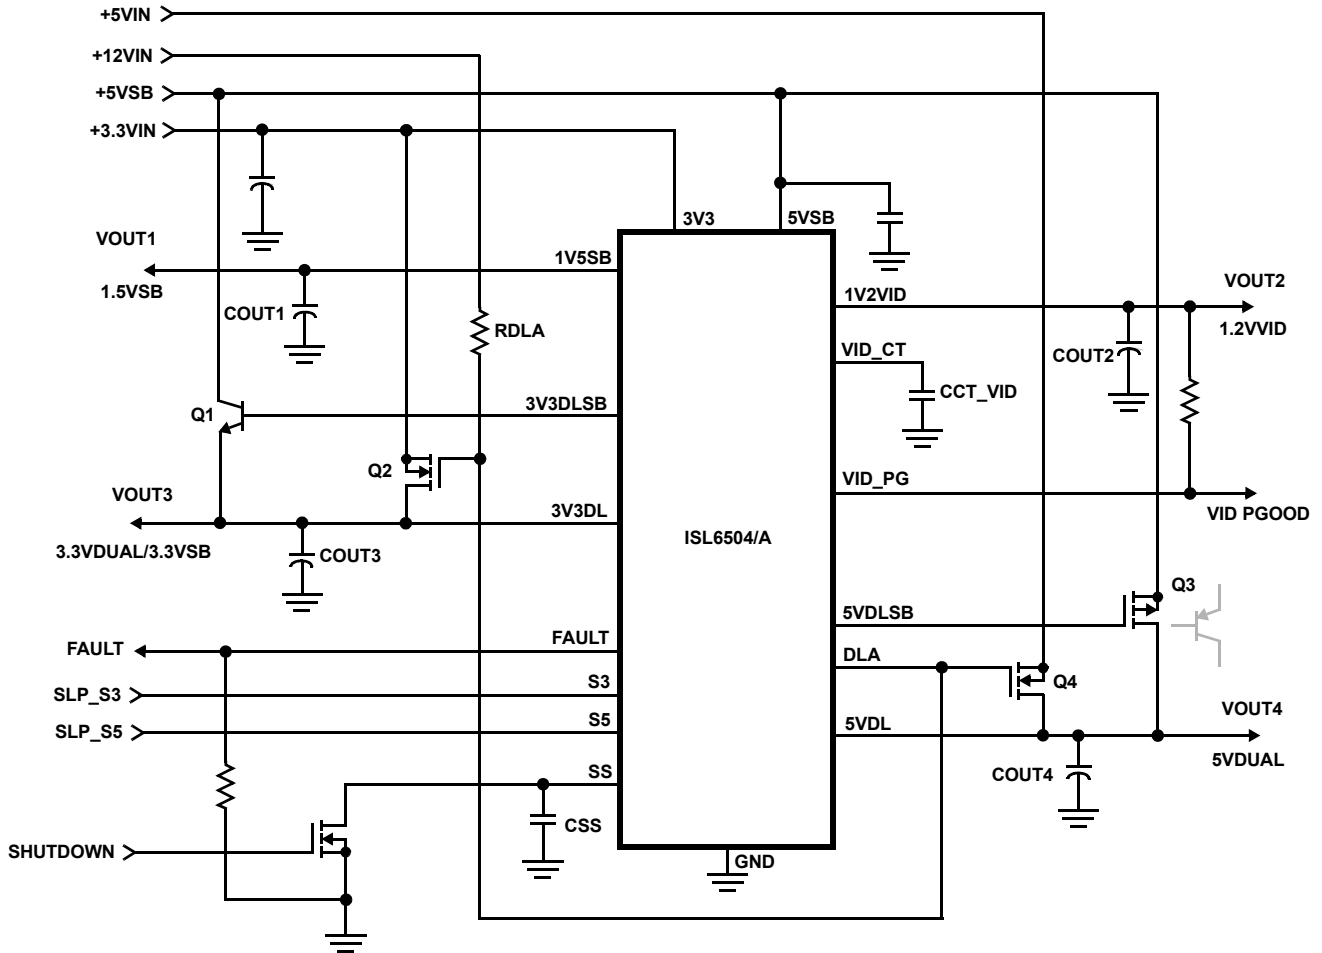 +5VIN
+12VIN
+5VSB
+3.3VIN
3V3
5VSB
VOUT1
1V5SB
1.5VSB
COUT1
RDLA
1V2VID
VOUT2
1.2VVID
COUT2
VID_CT
CCT_VID
Q1
3V3DLSB
Q2
VID_PG
VID PGOOD
VOUT3
3V3DL
3.3VDUAL/3.3VSB
COUT3
ISL6504/A
Q3
5VDLSB
FAULT
FAULT
DLA
Q4
SLP_S3
S3
SLP_S5
S5
5VDL
VOUT4
5VDUAL
COUT4
SS
CSS
SHUTDOWN
GND